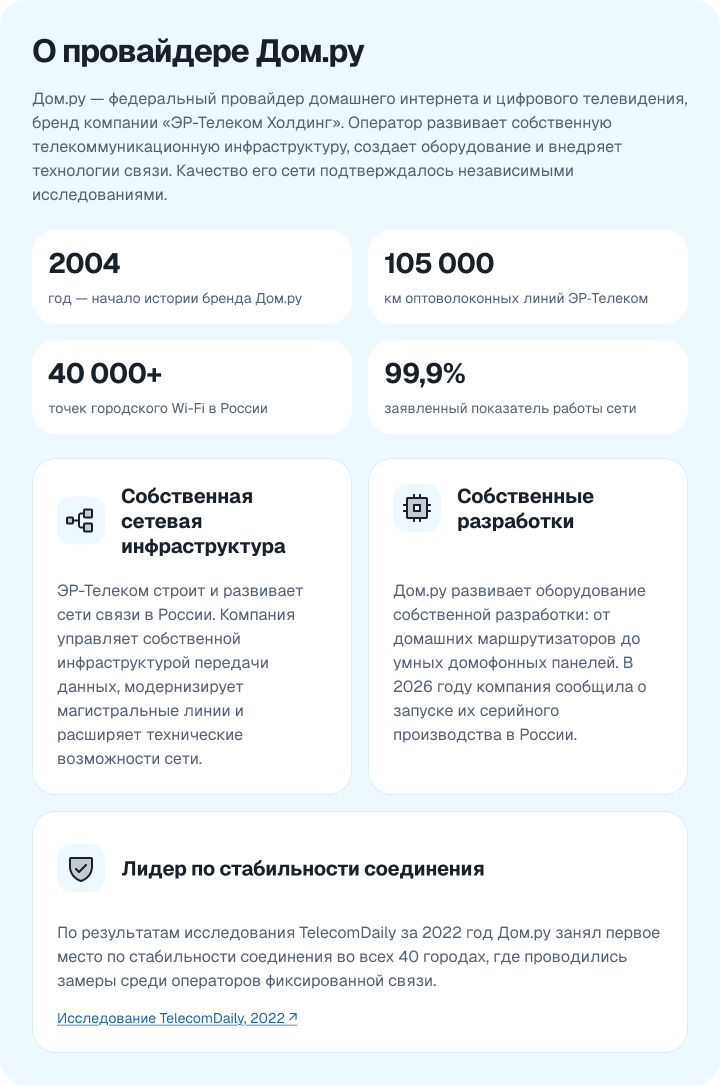 О провайдере Дом.ру
Дом.ру — федеральный провайдер домашнего интернета и цифрового телевидения,
бренд компании «ЭР-Телеком Холдинг». Оператор развивает собственную
телекоммуникационную инфраструктуру, создает оборудование и внедряет
технологии связи. Качество его сети подтверждалось независимыми
исследованиями.
2004
год — начало истории бренда Дом.ру
105 000
км оптоволоконных линий ЭР-Телеком
40 000+
точек городского Wi-Fi в России
99,9%
заявленный показатель работы сети
Собственная
сетевая
инфраструктура
ЭР-Телеком строит и развивает
сети связи в России. Компания
управляет собственной
инфраструктурой передачи
данных, модернизирует
магистральные линии и
расширяет технические
возможности сети.
Собственные
разработки
Дом.ру развивает оборудование
собственной разработки: от
домашних маршрутизаторов до
умных домофонных панелей. В
2026 году компания сообщила о
запуске их серийного
производства в России.
Лидер по стабильности соединения
По результатам исследования TelecomDaily за 2022 год Дом.ру занял первое
место по стабильности соединения во всех 40 городах, где проводились
замеры среди операторов фиксированной связи.
Исследование TelecomDaily, 2022 ↗